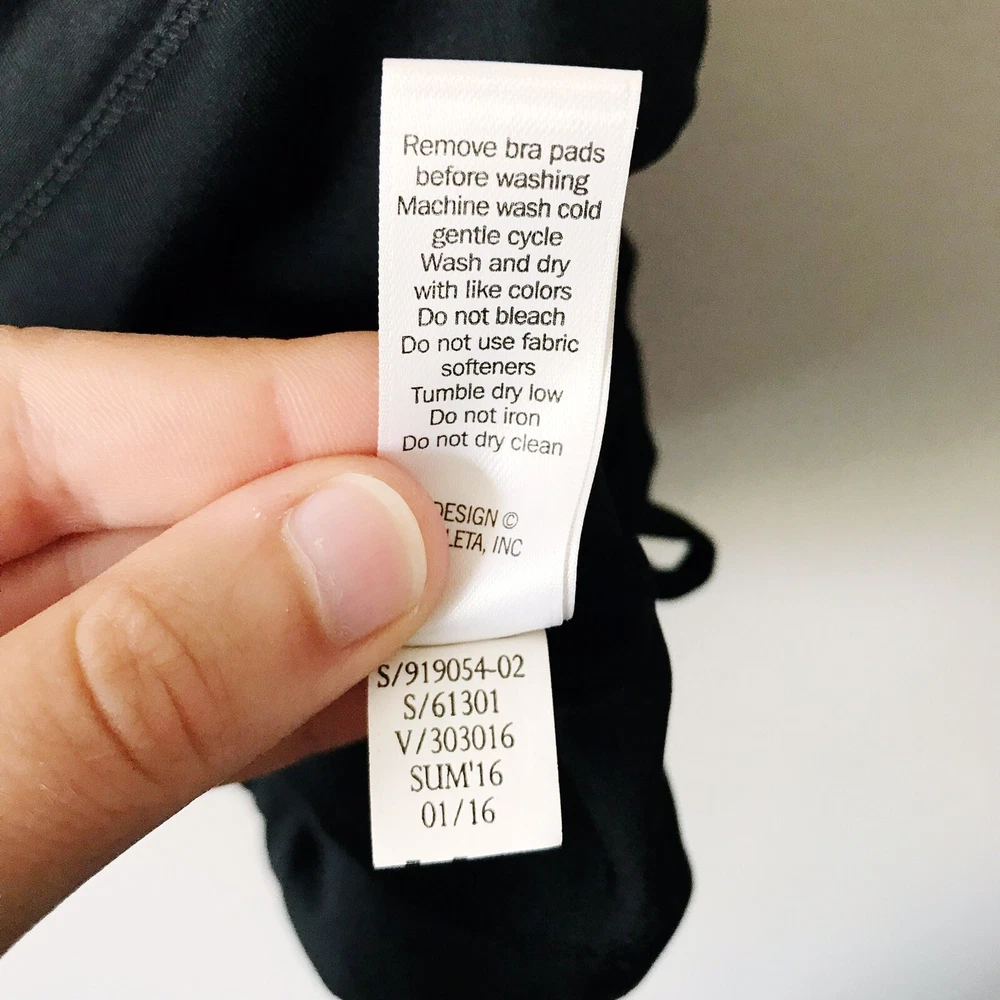 Remove bra pads
before washing
Machine wash cold
gentle cycle
Wash and dry
with like colors
Do not bleach
Do not use fabric
softeners
Tumble dry low
Do not iron
Do not dry clean
DESIGN ©
LETA, INC
S/919054-02
S/61301
V/303016
SUM'16
01/16